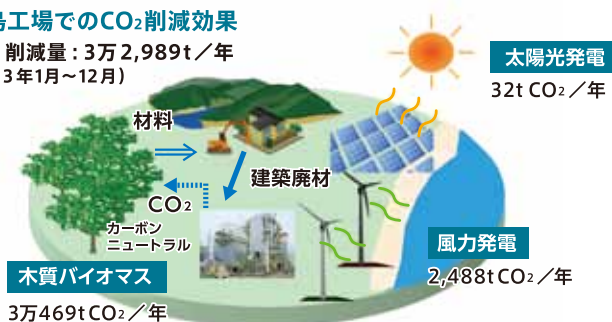 島工場でのCO₂削減効果
削減量：3万2,989t／年
3年1月〜12月）
太陽光発電
32t CO₂／年
材料
建築廃材
CO₂
カーボン
ニュートラル
風力発電
2,488t CO₂／年
木質バイオマス
3万469t CO₂／年